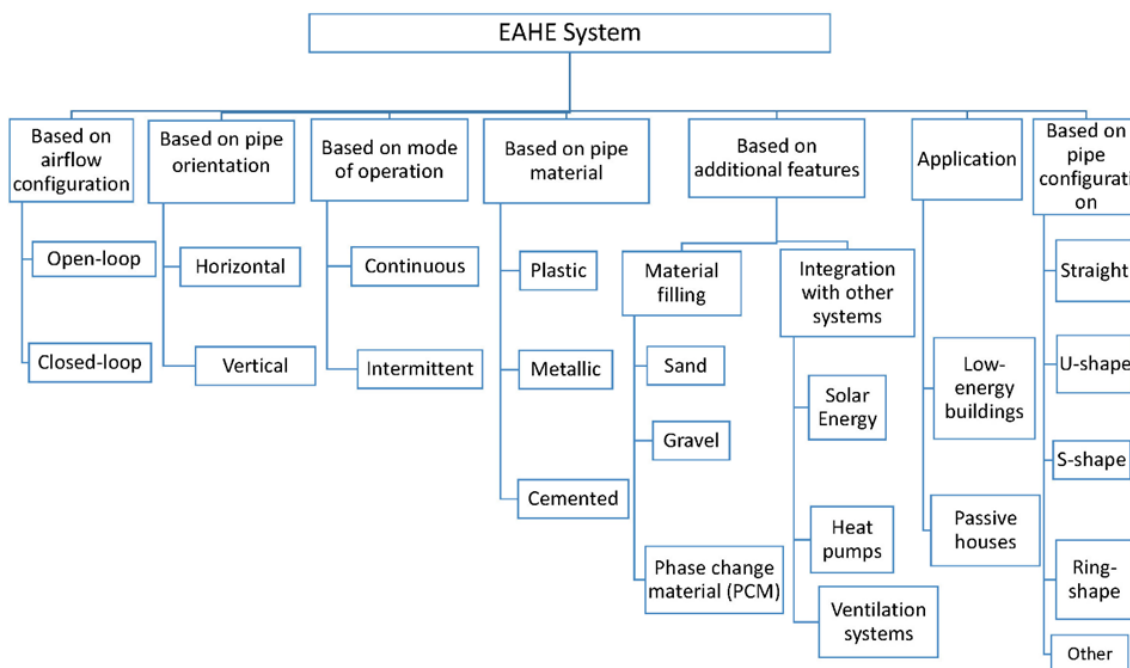 EAHE System
Based on
airflow
configuration
Open-loop
Closed-loop
Based on pipe
orientation
Horizontal
Vertical
Based on mode
of operation
Continuous
Intermittent
Based on pipe
material
Plastic
Metallic
Cemented
Based on
additional features
Material
filling
Sand
Gravel
Phase change
material (PCM)
Integration
with other
systems
Solar
Energy
Heat
pumps
Ventilation
systems
Application
Low-
energy
buildings
Passive
houses
Based on
pipe
configurati
on
Straight
U-shape
S-shape
Ring-
shape
Other